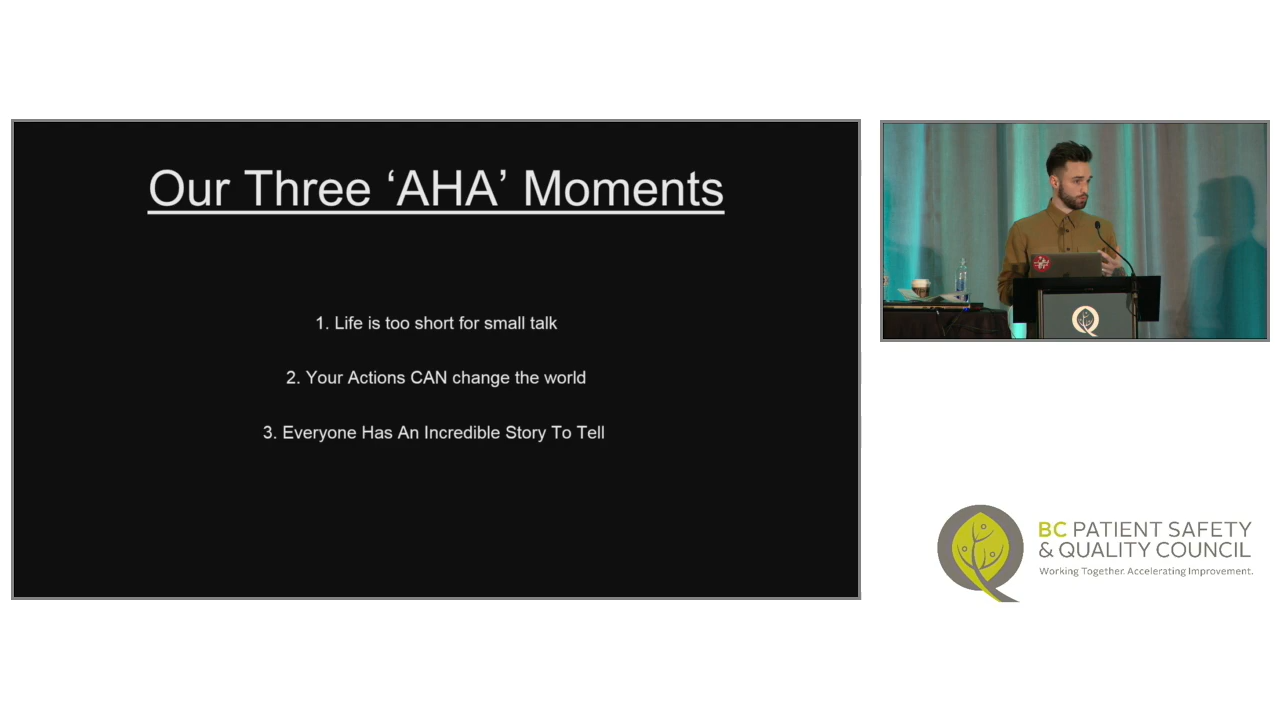 Our Three ‘AHA’ Moments
1. Life is too short for small talk
2. Your Actions CAN change the world
3. Everyone Has An Incredible Story To Tell
BC PATIENT SAFETY
& QUALITY COUNCIL
Working Together. Accelerating Improvement.